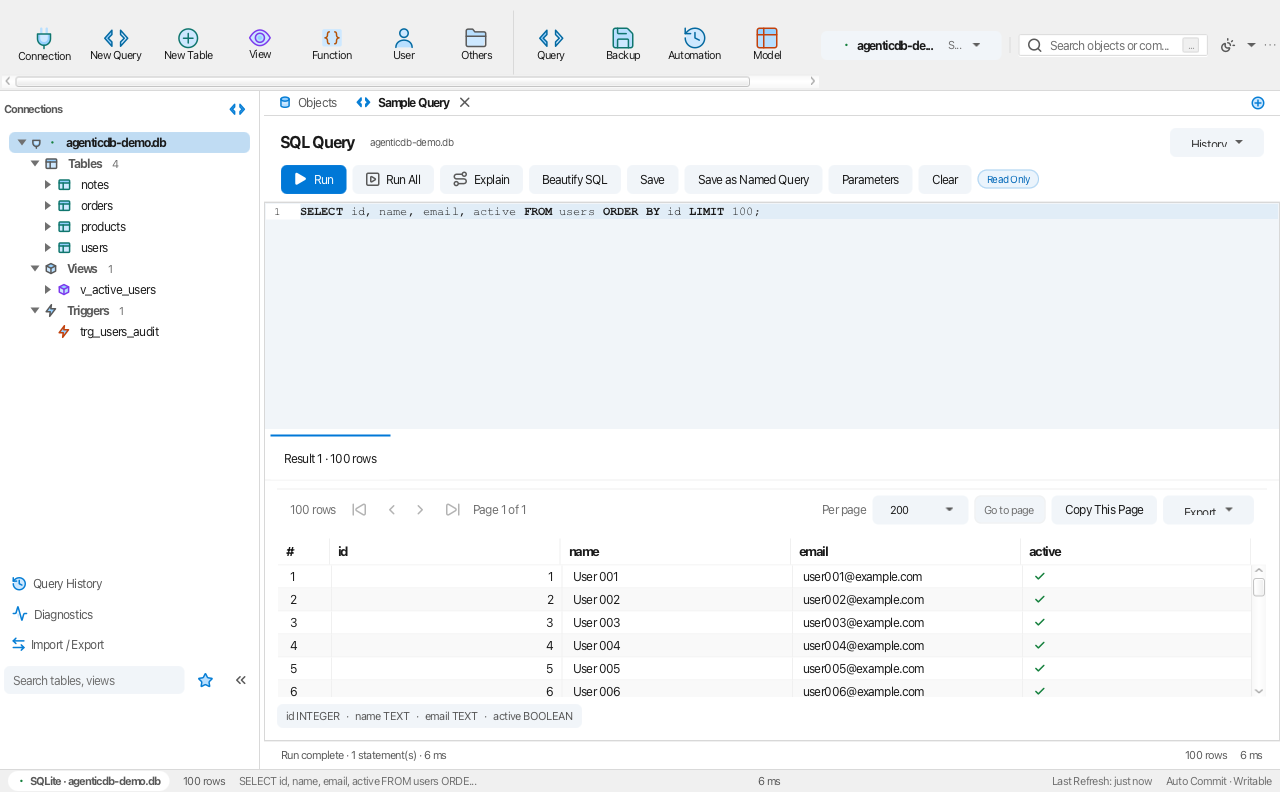 Connection
New Query
New Table
View
Function
User
Others
Query
Backup
Automation
Model
agenticdb-de... S...
Search objects or com... ...
Connections
Objects
Sample Query
agenticdb-demo.db
Tables 4
notes
orders
products
users
Views 1
v_active_users
Triggers 1
trg_users_audit
Query History
Diagnostics
Import / Export
Search tables, views
SQL Query agenticdb-demo.db
History
Run
Run All
Explain
Beautify SQL
Save
Save as Named Query
Parameters
Clear
Read Only
1 SELECT id, name, email, active FROM users ORDER BY id LIMIT 100;
Result 1 · 100 rows
100 rows
Page 1 of 1
Per page
200
Go to page
Copy This Page
Export
# id name email active
1 1 User 001 user001@example.com
2 2 User 002 user002@example.com
3 3 User 003 user003@example.com
4 4 User 004 user004@example.com
5 5 User 005 user005@example.com
6 6 User 006 user006@example.com
id INTEGER · name TEXT · email TEXT · active BOOLEAN
Run complete · 1 statement(s) · 6 ms
100 rows 6 ms
SQLite · agenticdb-demo.db
100 rows
SELECT id, name, email, active FROM users ORDE...
6 ms
Last Refresh: just now
Auto Commit · Writable